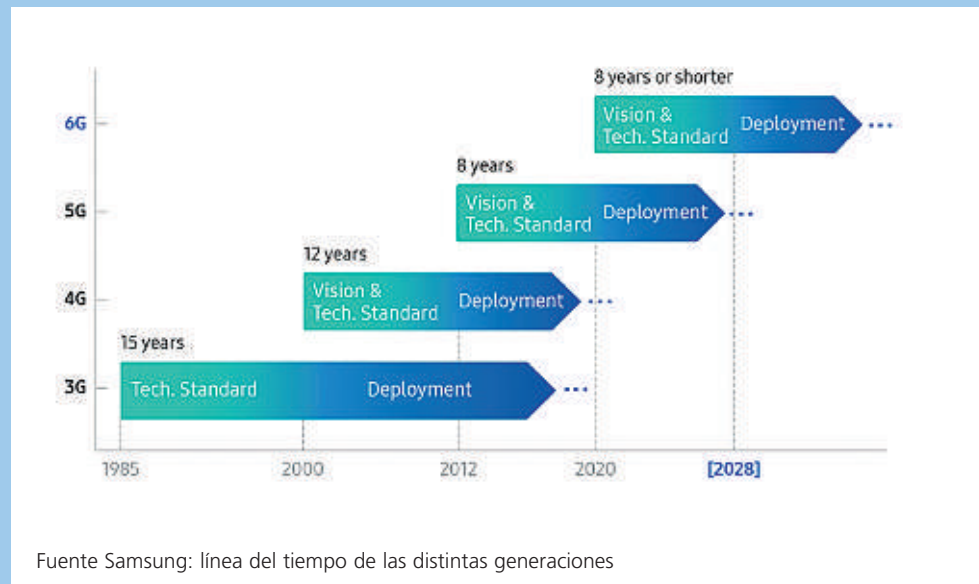 8 years or shorter
6G
Vision &
Tech. Standard
Deployment
8 years
5G
Vision &
Tech. Standard
Deployment
12 years
4G
Vision &
Tech. Standard
Deployment
15 years
3G
Tech. Standard
Deployment
1985
2000
2012
2020
[2028]
Fuente Samsung: línea del tiempo de las distintas generaciones